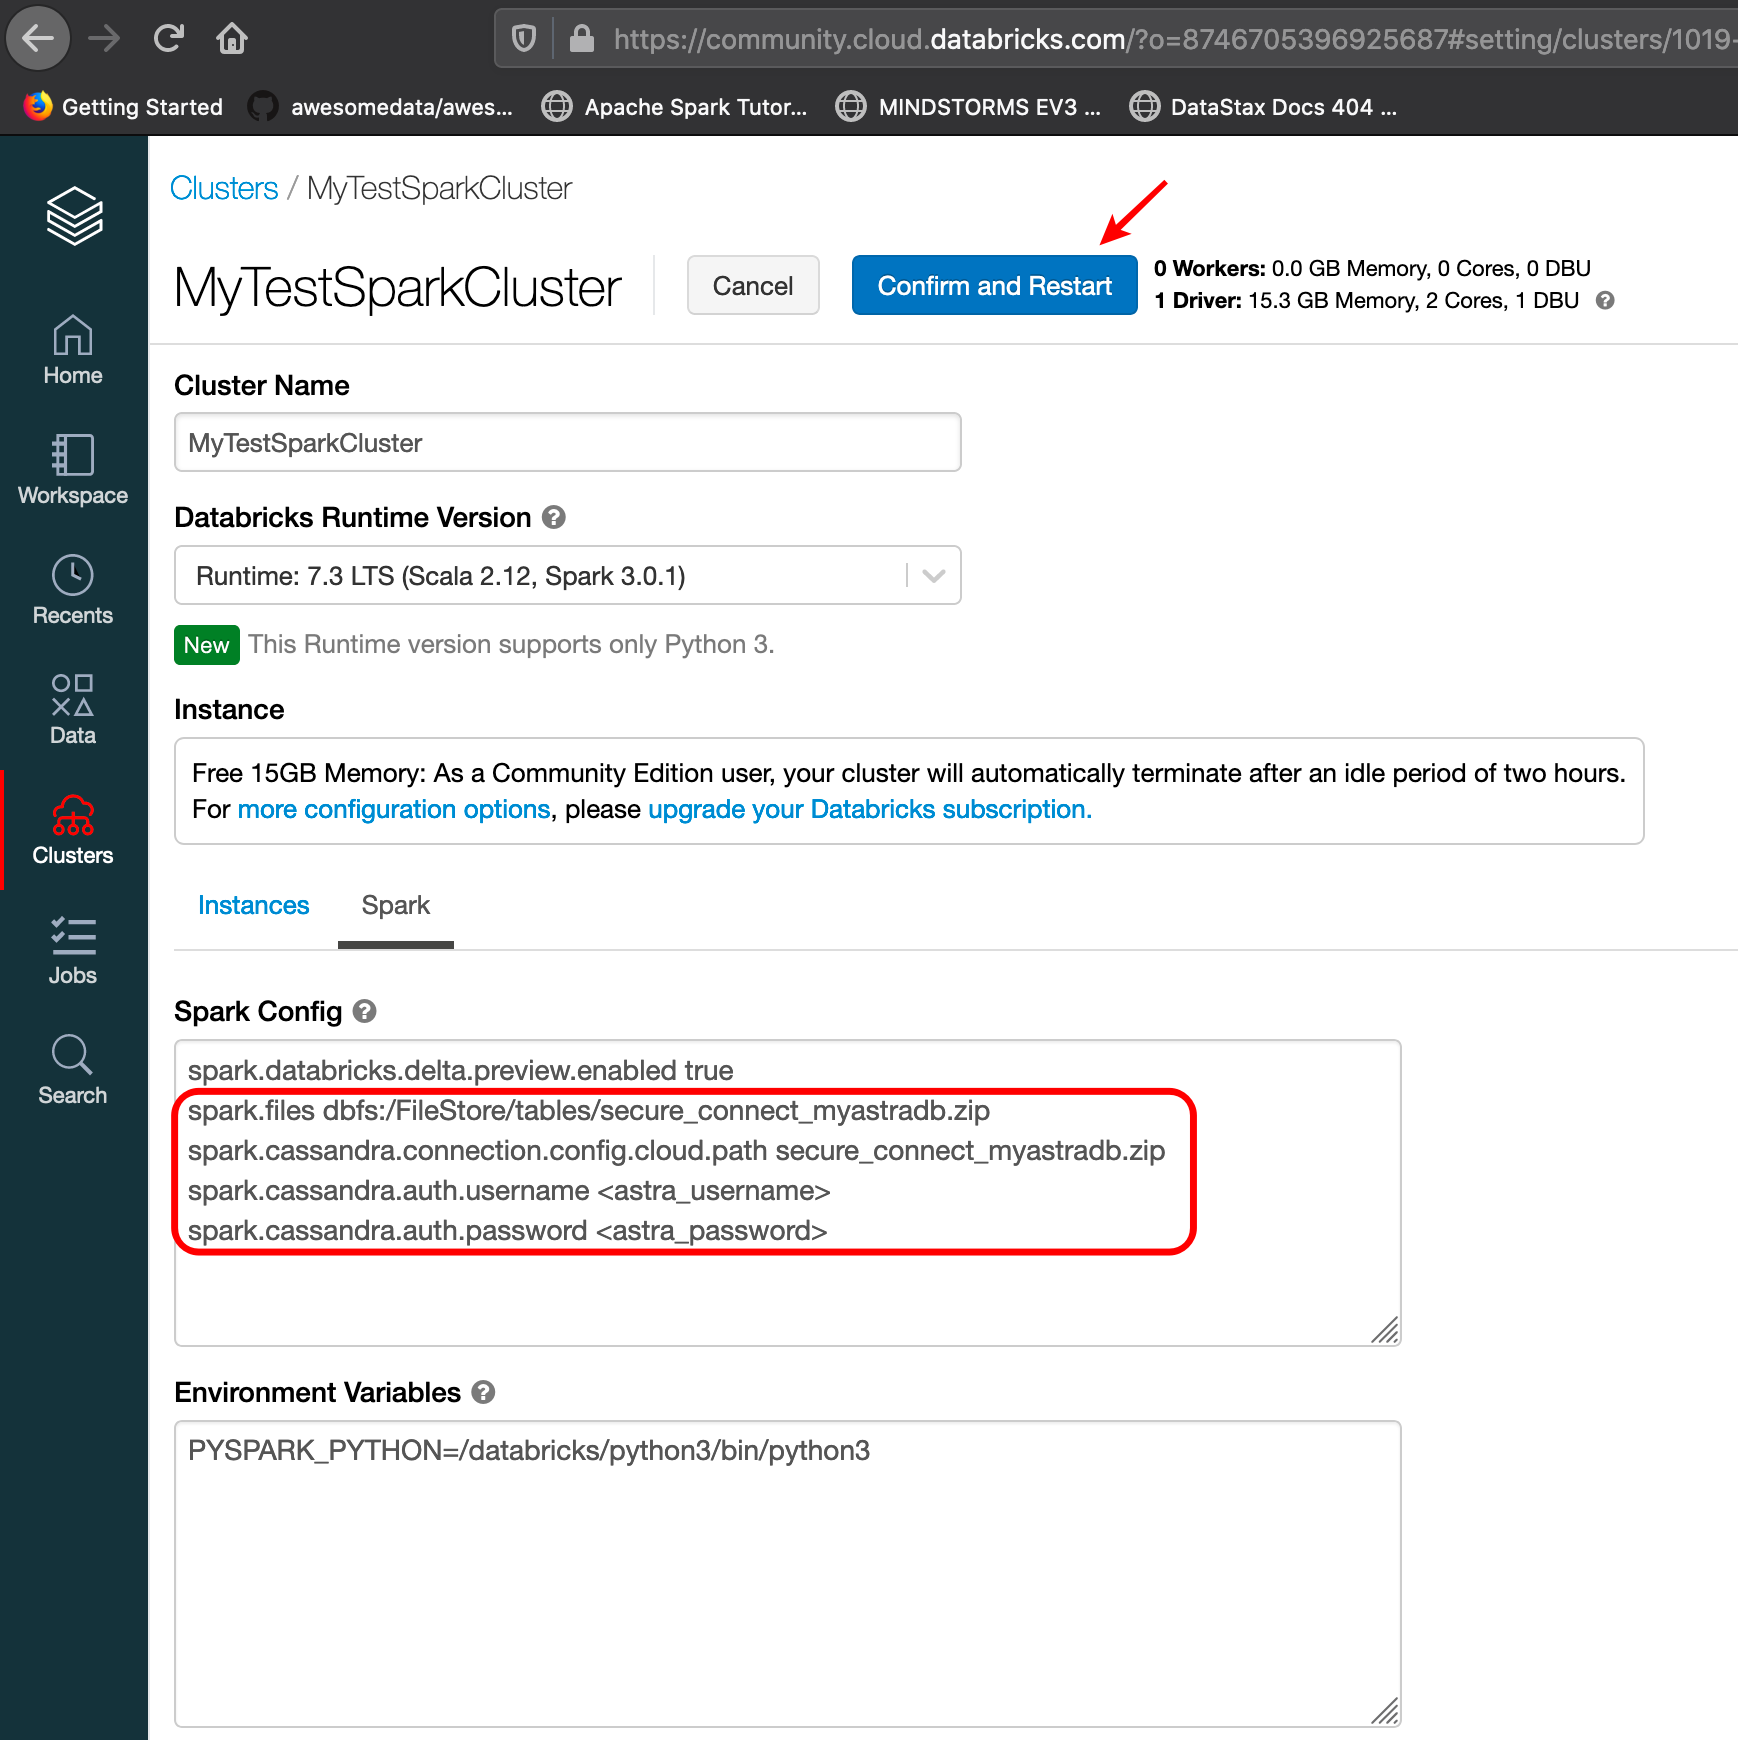 https://community.cloud.databricks.com/?o=8746705396925687#setting/clusters/1019-
Getting Started
awesomedata/awes...
Apache Spark Tutor...
MINDSTORMS EV3 ...
DataStax Docs 404 ...
Clusters / MyTestSparkCluster
MyTestSparkCluster
Cancel
Confirm and Restart
0 Workers: 0.0 GB Memory, 0 Cores, 0 DBU
1 Driver: 15.3 GB Memory, 2 Cores, 1 DBU ?
Home
Workspace
Recents
Data
Clusters
Jobs
Search
Cluster Name
MyTestSparkCluster
Databricks Runtime Version ?
Runtime: 7.3 LTS (Scala 2.12, Spark 3.0.1)
New This Runtime version supports only Python 3.
Instance
Free 15GB Memory: As a Community Edition user, your cluster will automatically terminate after an idle period of two hours.
For more configuration options, please upgrade your Databricks subscription.
Instances
Spark
Spark Config ?
spark.databricks.delta.preview.enabled true
spark.files dbfs:/FileStore/tables/secure_connect_myastradb.zip
spark.cassandra.connection.config.cloud.path secure_connect_myastradb.zip
spark.cassandra.auth.username <astra_username>
spark.cassandra.auth.password <astra_password>
Environment Variables ?
PYSPARK_PYTHON=/databricks/python3/bin/python3